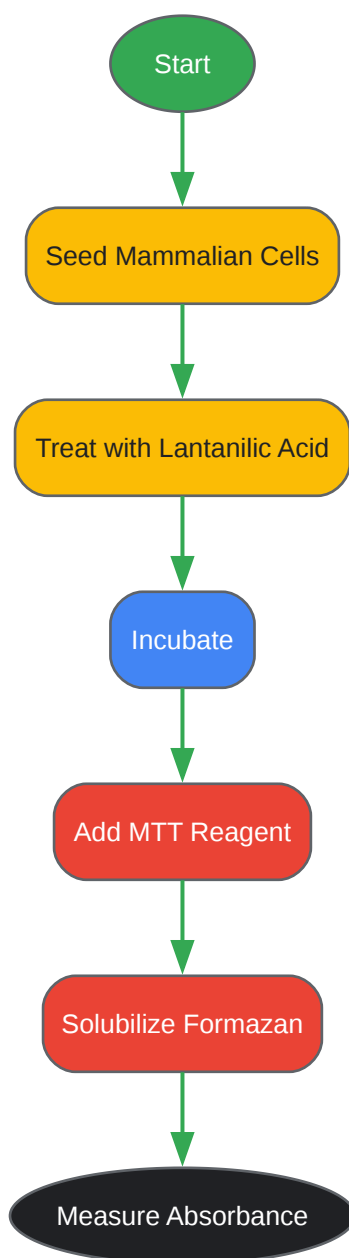 Start
Seed Mammalian Cells
Treat with Lantanilic Acid
Incubate
Add MTT Reagent
Solubilize Formazan
Measure Absorbance